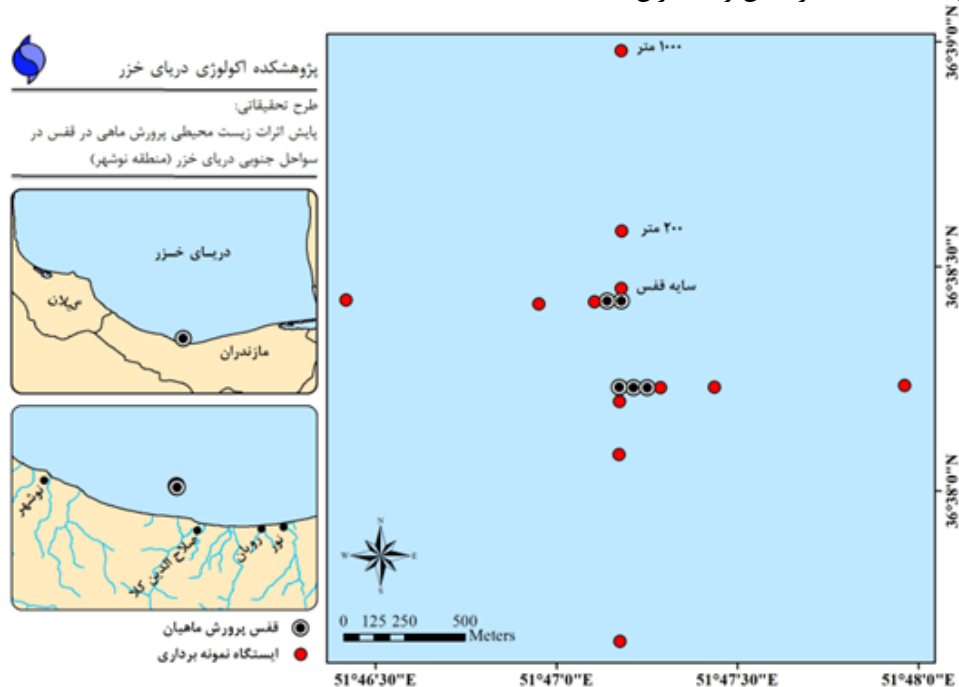 پژوهشکده اکولوژی دریای خزر
طرح تحقیقاتی:
پایش اثرات زیست محیطی پرورش ماهی در قفس در
سواحل جنوبی دریای خزر (منطقه نوشهر)
دریـای خـزر
گیلان
مازندران
نوشهر
صلاح الدین کلا
رویان
نور
قفس پرورش ماهیان
ایستگاه نمونه برداری
۱۰۰۰ متر
۲۰۰ متر
سایه قفس
N
W
E
S
0 125 250 500
Meters
36°39'0"N
36°38'30"N
36°38'0"N
51°46'30"E
51°47'0"E
51°47'30"E
51°48'0"E